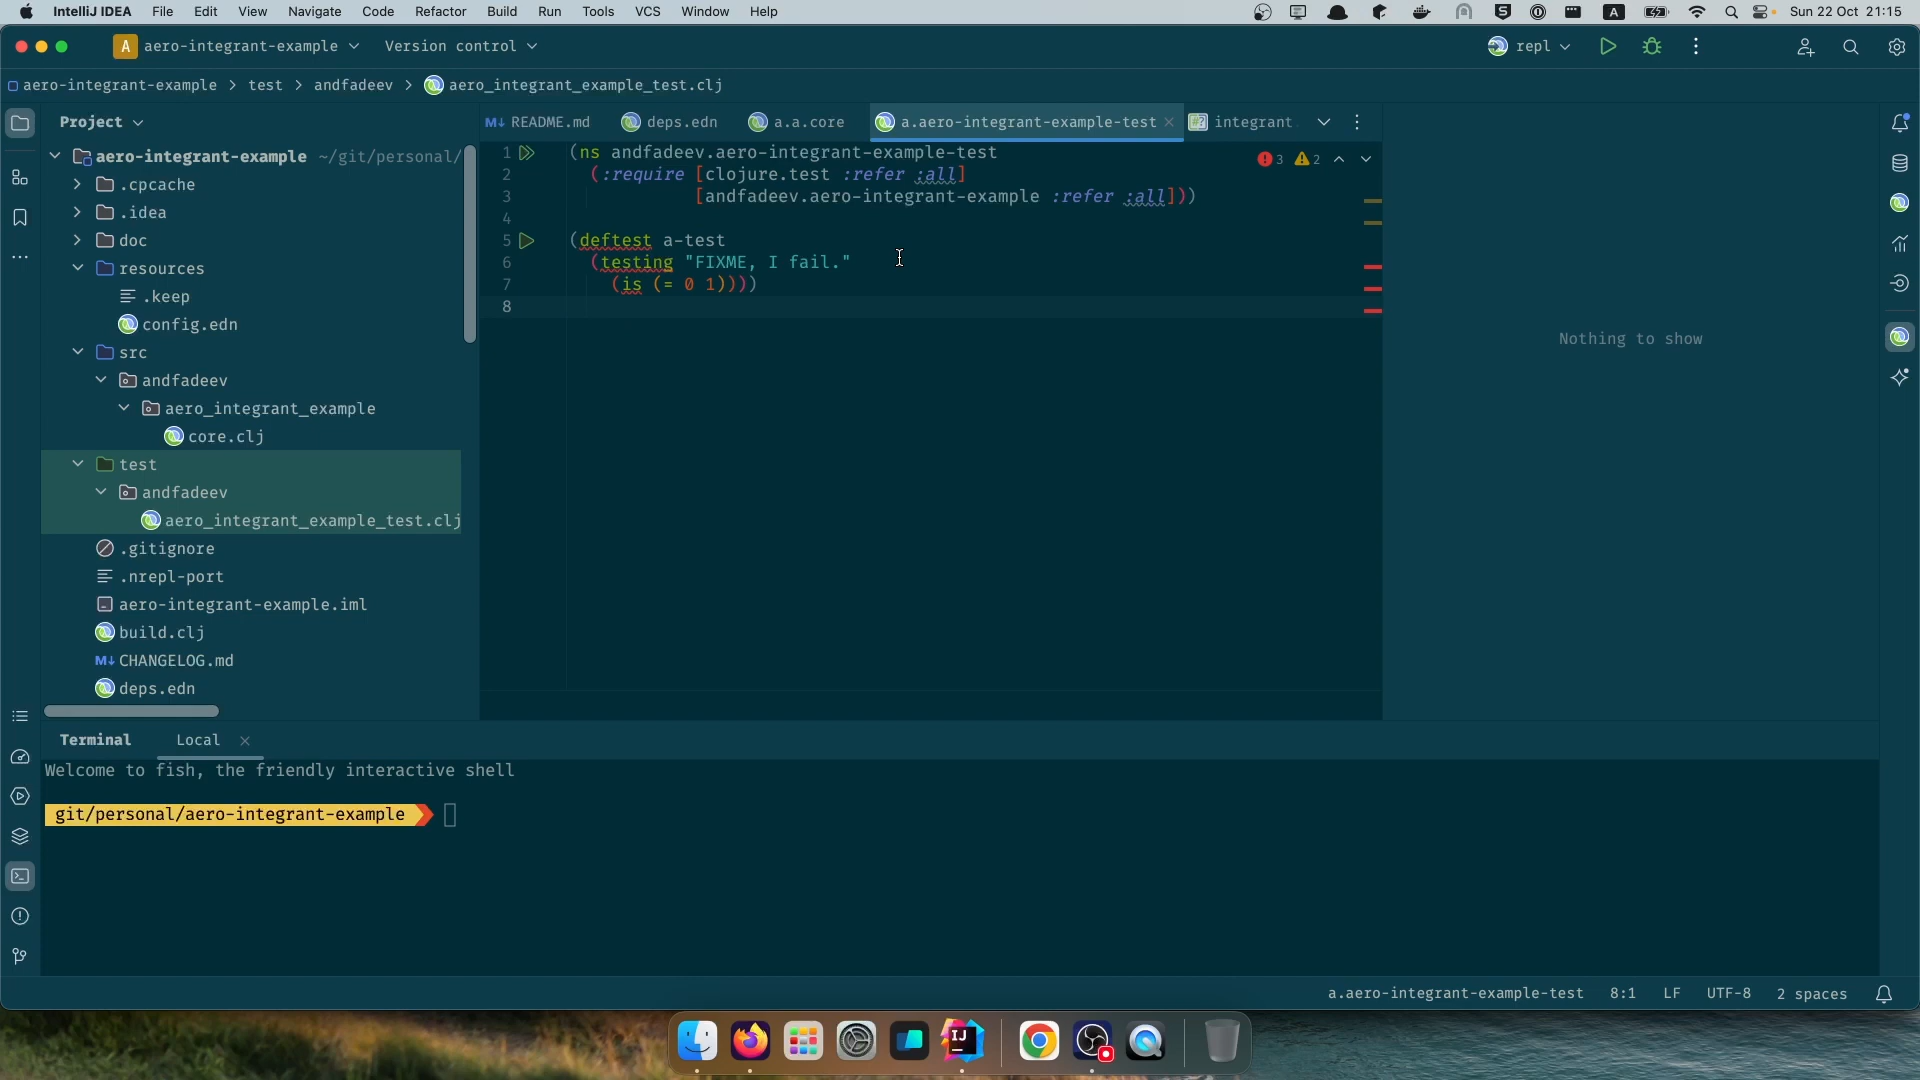 IntelliJ IDEA File Edit View Navigate Code Refactor Build Run Tools VCS Window Help A Sun 22 Oct 21:15
A aero-integrant-example Version control repl
aero-integrant-example > test > andfadeev > aero_integrant_example_test.clj
Project
aero-integrant-example ~/git/personal/
.cpcache
.idea
doc
resources
.keep
config.edn
src
andfadeev
aero_integrant_example
core.clj
test
andfadeev
aero_integrant_example_test.clj
.gitignore
.nrepl-port
aero-integrant-example.iml
build.clj
M↓ CHANGELOG.md
deps.edn
M↓ README.md deps.edn a.a.core a.aero-integrant-example-test integrant
3 2
1 (ns andfadeev.aero-integrant-example-test
2 (:require [clojure.test :refer :all]
3 [andfadeev.aero-integrant-example :refer :all]))
4
5 (deftest a-test
6 (testing "FIXME, I fail."
7 (is (= 0 1))))
8
Nothing to show
Terminal Local
Welcome to fish, the friendly interactive shell
git/personal/aero-integrant-example
a.aero-integrant-example-test 8:1 LF UTF-8 2 spaces
IJ